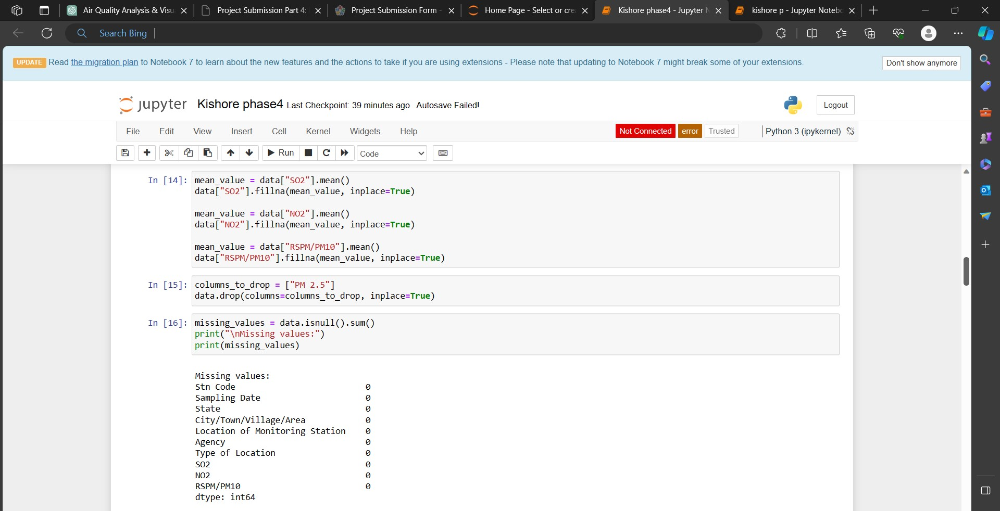 Air Quality Analysis & Visu
Project Submission Part 4:
Project Submission Form -
Home Page - Select or cre
Kishore phase4 - Jupyter N
kishore p - Jupyter Notebo
Search Bing
UPDATE Read the migration plan to Notebook 7 to learn about the new features and the actions to take if you are using extensions - Please note that updating to Notebook 7 might break some of your extensions.
Don't show anymore
jupyter Kishore phase4 Last Checkpoint: 39 minutes ago Autosave Failed!
Logout
File Edit View Insert Cell Kernel Widgets Help
Not Connected error Trusted Python 3 (ipykernel)
Run Code
In [14]: mean_value = data["SO2"].mean()
data["SO2"].fillna(mean_value, inplace=True)
mean_value = data["NO2"].mean()
data["NO2"].fillna(mean_value, inplace=True)
mean_value = data["RSPM/PM10"].mean()
data["RSPM/PM10"].fillna(mean_value, inplace=True)
In [15]: columns_to_drop = ["PM 2.5"]
data.drop(columns=columns_to_drop, inplace=True)
In [16]: missing_values = data.isnull().sum()
print("\nMissing values:")
print(missing_values)
Missing values:
Stn Code 0
Sampling Date 0
State 0
City/Town/Village/Area 0
Location of Monitoring Station 0
Agency 0
Type of Location 0
SO2 0
NO2 0
RSPM/PM10 0
dtype: int64